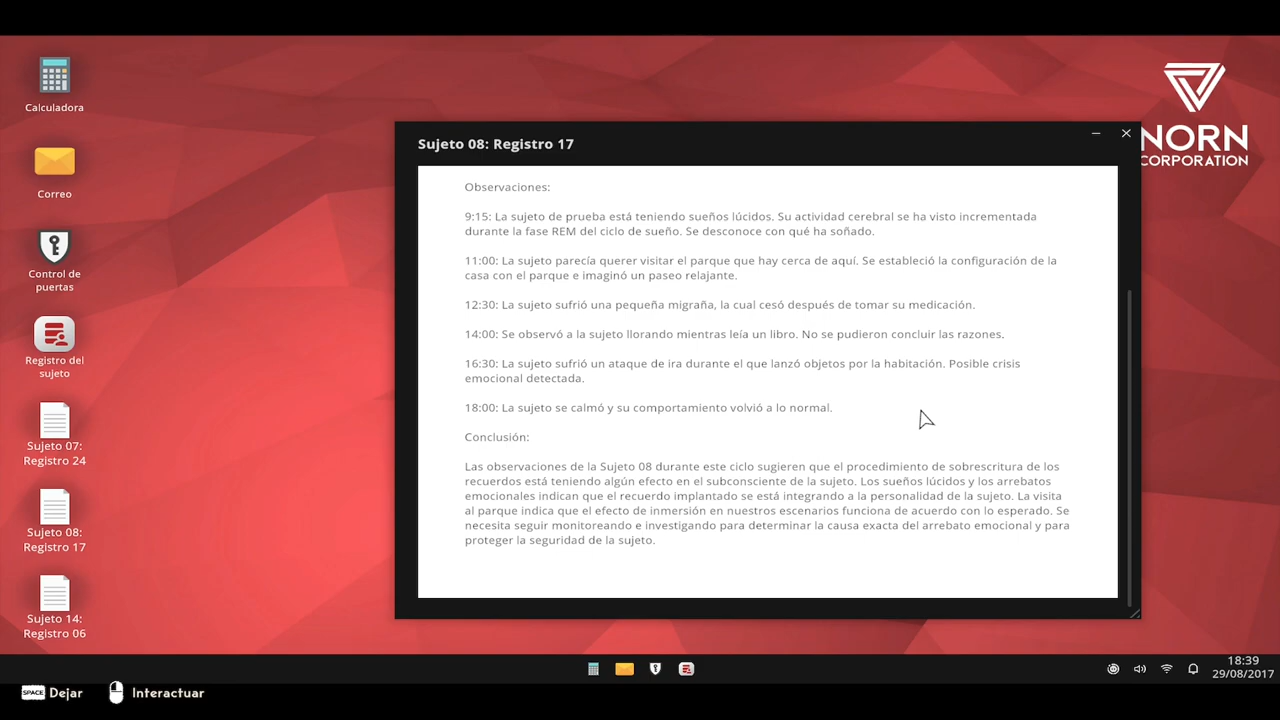 Calculadora
Correo
Control de
puertas
Registro del
sujeto
Sujeto 07:
Registro 24
Sujeto 08:
Registro 17
Sujeto 14:
Registro 06
NORN
CORPORATION
Sujeto 08: Registro 17
Observaciones:
9:15: La sujeto de prueba está teniendo sueños lúcidos. Su actividad cerebral se ha visto incrementada
durante la fase REM del ciclo de sueño. Se desconoce con qué ha soñado.
11:00: La sujeto parecía querer visitar el parque que hay cerca de aquí. Se estableció la configuración de la
casa con el parque e imaginó un paseo relajante.
12:30: La sujeto sufrió una pequeña migraña, la cual cesó después de tomar su medicación.
14:00: Se observó a la sujeto llorando mientras leía un libro. No se pudieron concluir las razones.
16:30: La sujeto sufrió un ataque de ira durante el que lanzó objetos por la habitación. Posible crisis
emocional detectada.
18:00: La sujeto se calmó y su comportamiento volvió a lo normal.
Conclusión:
Las observaciones de la Sujeto 08 durante este ciclo sugieren que el procedimiento de sobrescritura de los
recuerdos está teniendo algún efecto en el subconsciente de la sujeto. Los sueños lúcidos y los arrebatos
emocionales indican que el recuerdo implantado se está integrando a la personalidad de la sujeto. La visita
al parque indica que el efecto de inmersión en nuestros escenarios funciona de acuerdo con lo esperado. Se
necesita seguir monitoreando e investigando para determinar la causa exacta del arrebato emocional y para
proteger la seguridad de la sujeto.
18:39
29/08/2017
SPACE Dejar
Interactuar